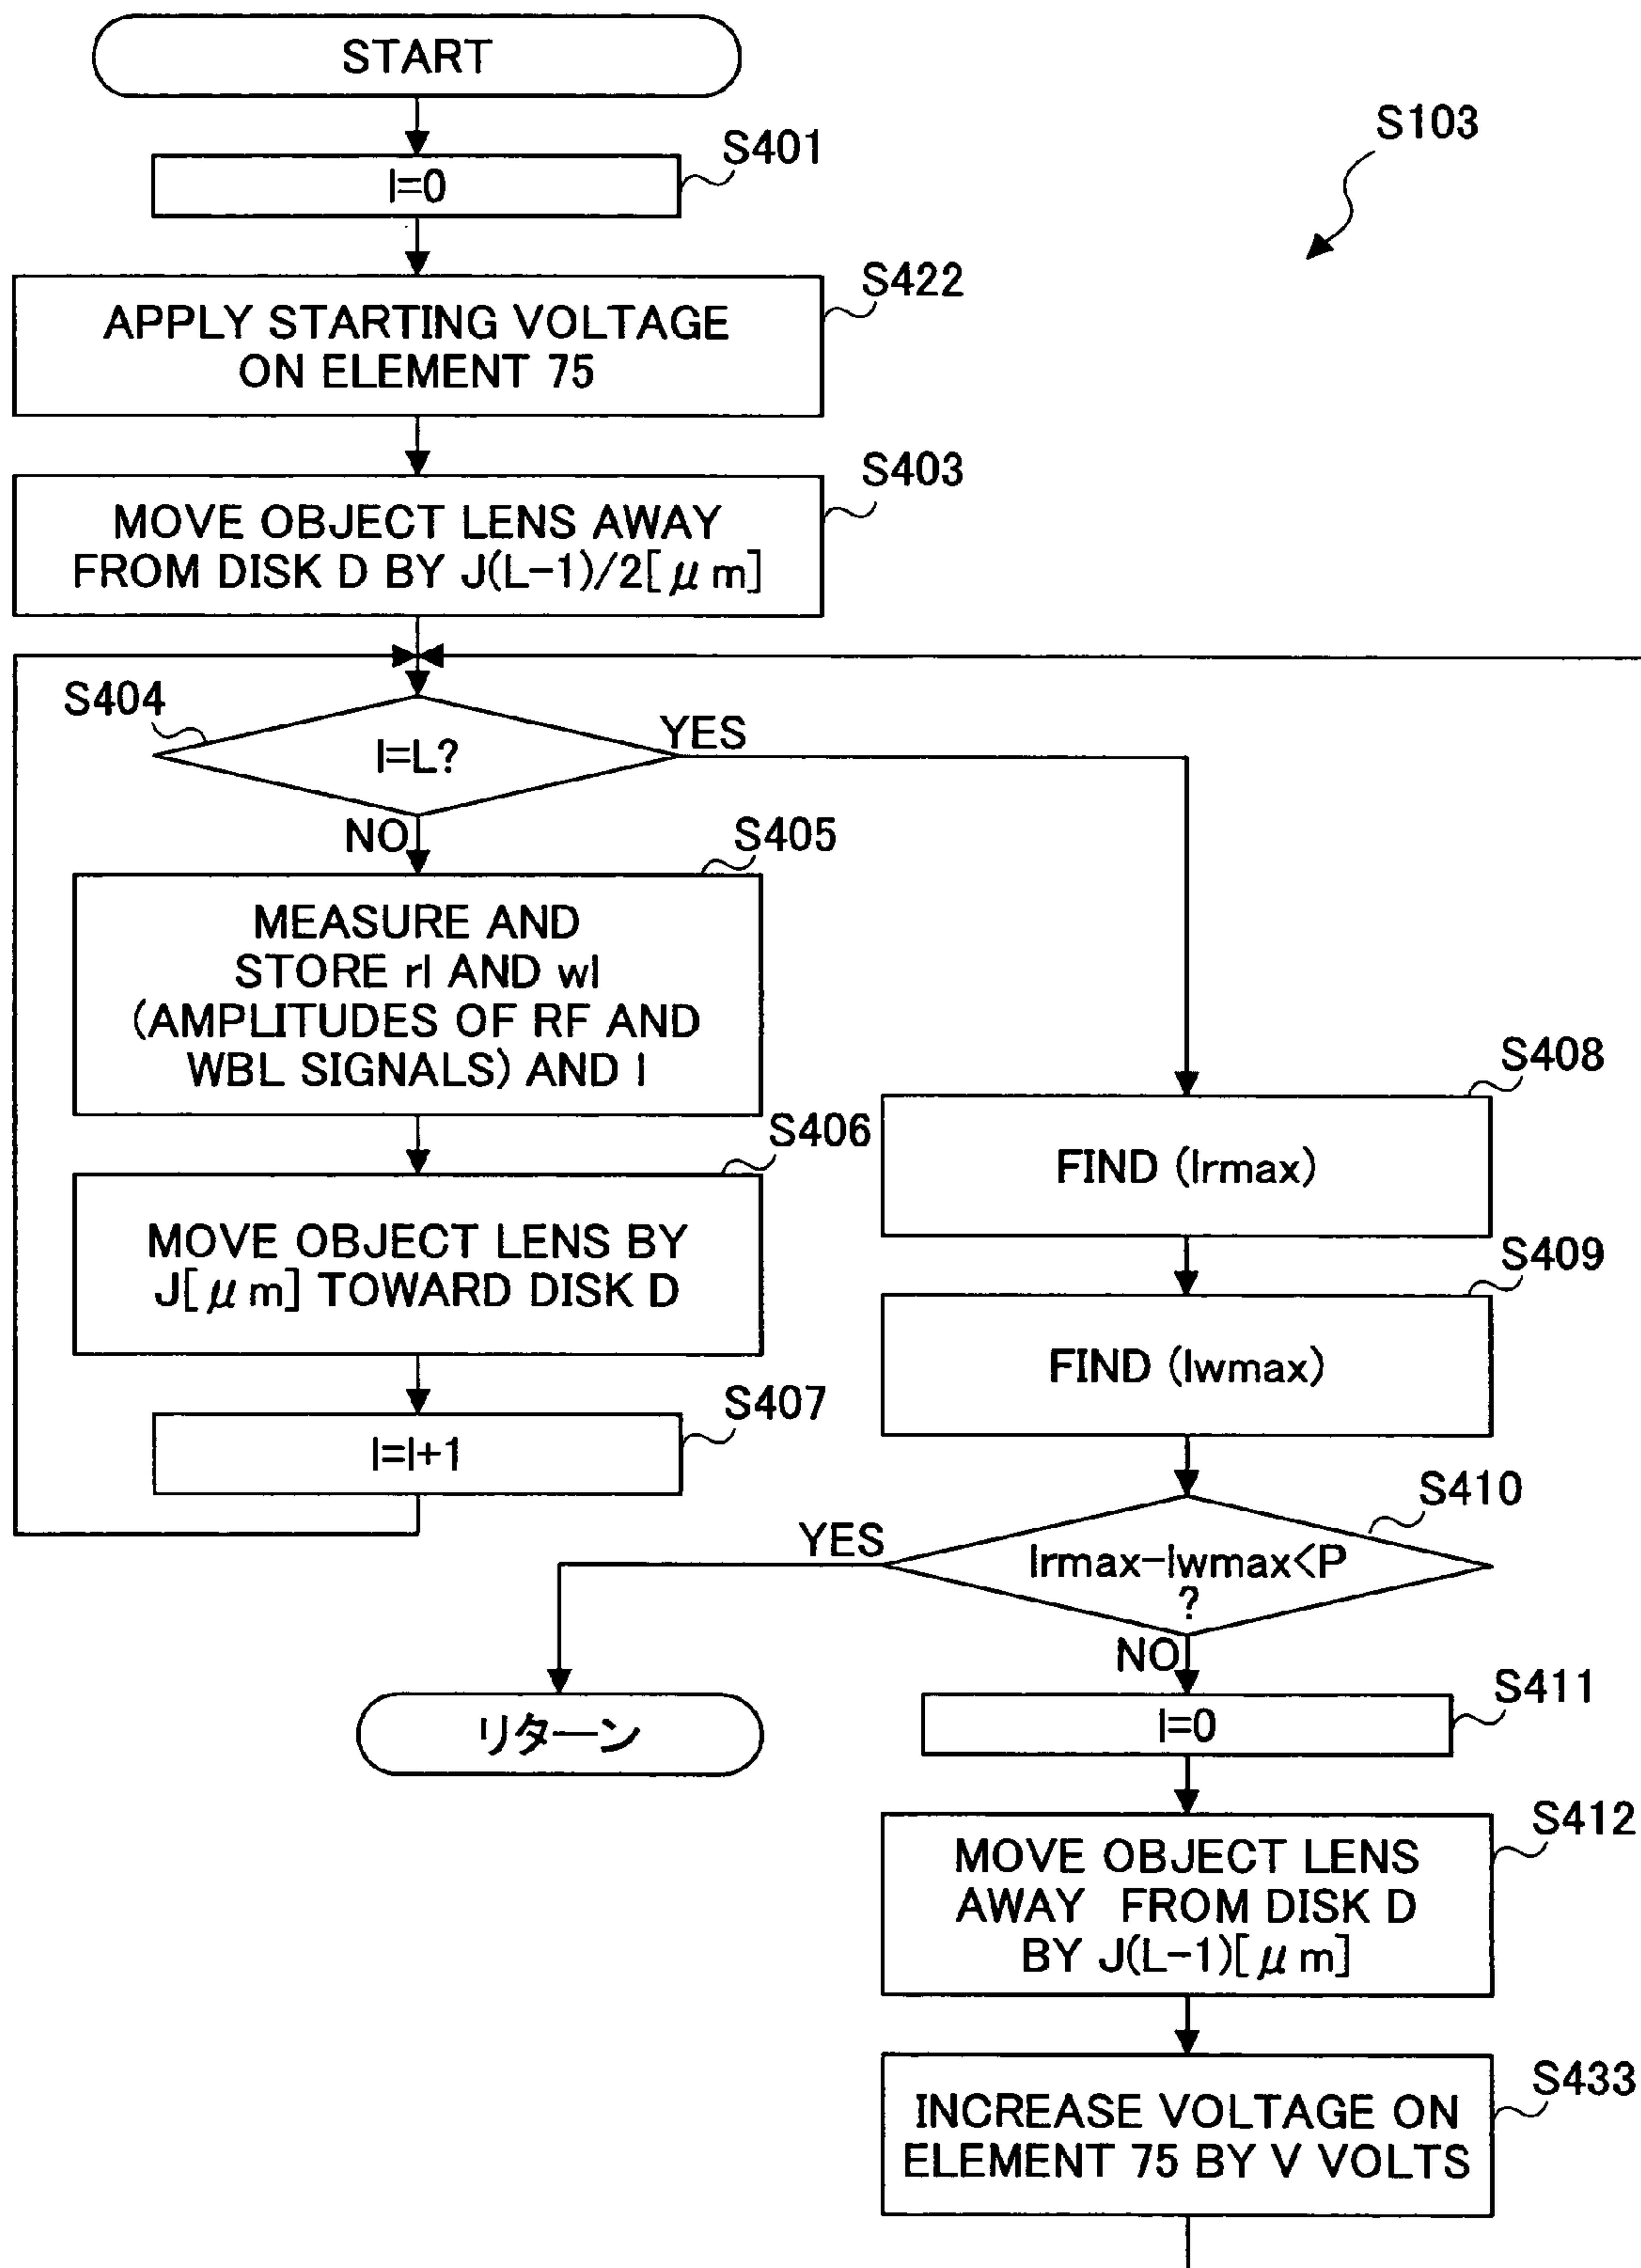 START
S103
S401
I=0
S422
APPLY STARTING VOLTAGE
ON ELEMENT 75
S403
MOVE OBJECT LENS AWAY
FROM DISK D BY J(L-1)/2[μm]
S404
I=L?
YES
NO
S405
MEASURE AND
STORE rI AND wI
(AMPLITUDES OF RF AND
WBL SIGNALS) AND I
S406
MOVE OBJECT LENS BY
J[μm] TOWARD DISK D
S407
I=I+1
S408
FIND (Irmax)
S409
FIND (Iwmax)
S410
Irmax-Iwmax<P
?
YES
NO
リターン
S411
I=0
S412
MOVE OBJECT LENS
AWAY FROM DISK D
BY J(L-1)[μm]
S433
INCREASE VOLTAGE ON
ELEMENT 75 BY V VOLTS